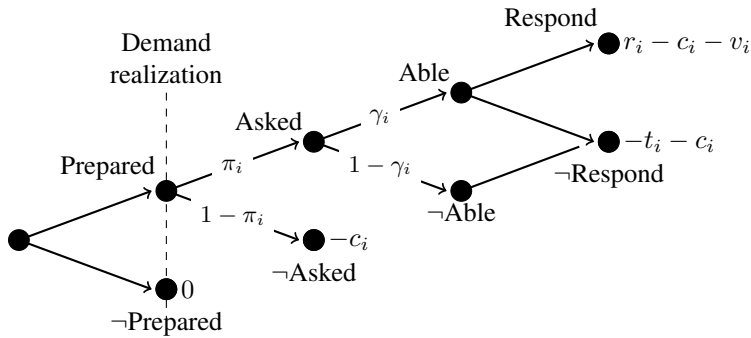 Respond
Demand
realization
r_i − c_i − v_i
Able
γ_i
Asked
−t_i − c_i
Prepared
π_i
1 − γ_i
¬Respond
1 − π_i
¬Able
−c_i
¬Asked
0
¬Prepared